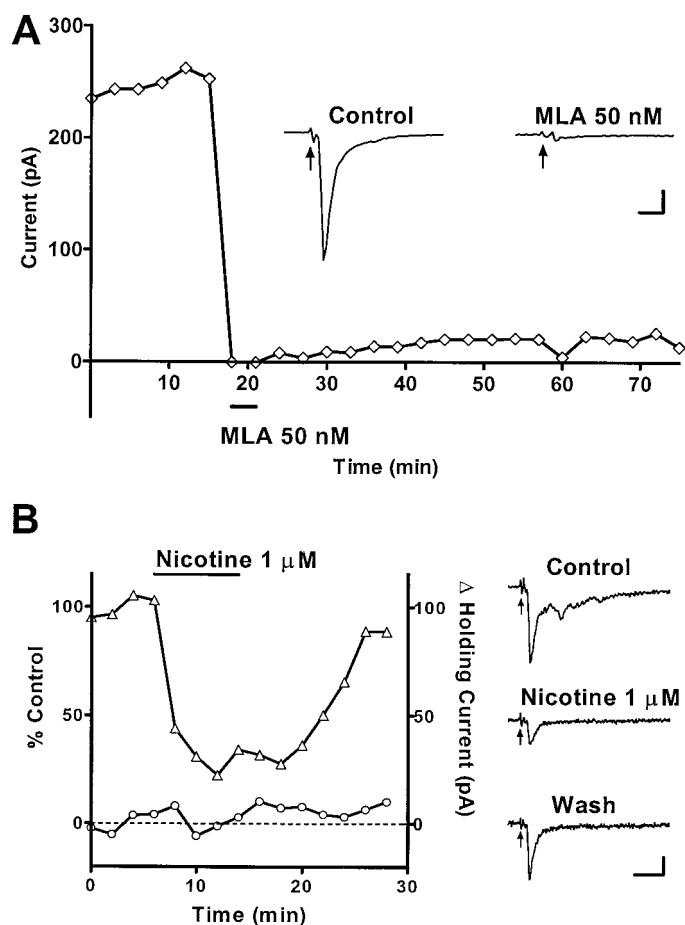 A
300
200
100
0
Current (pA)
Control
MLA 50 nM
10 20 30 40 50 60 70
MLA 50 nM
Time (min)
B
Nicotine 1 μM
100
50
0
% Control
100
50
0
△ Holding Current (pA)
0 10 20 30
Time (min)
Control
Nicotine 1 μM
Wash